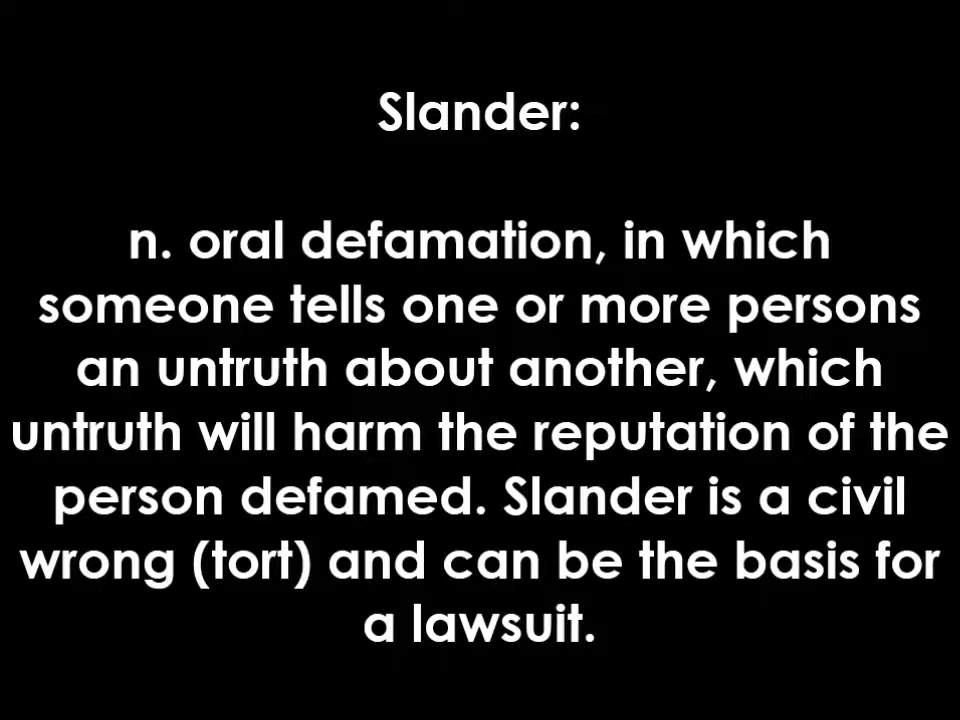 Slander:
n. oral defamation, in which
someone tells one or more persons
an untruth about another, which
untruth will harm the reputation of the
person defamed. Slander is a civil
wrong (tort) and can be the basis for
a lawsuit.